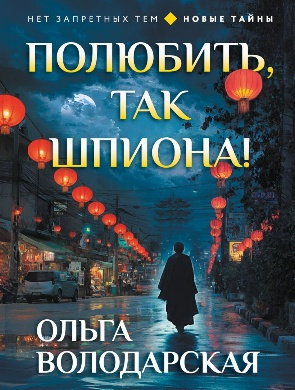 НЕТ ЗАПРЕТНЫХ ТЕМ НОВЫЕ ТАЙНЫ
ПОЛЮБИТЬ,
ТАК
ШПИОНА!
ОЛЬГА
ВОЛОДАРСКАЯ